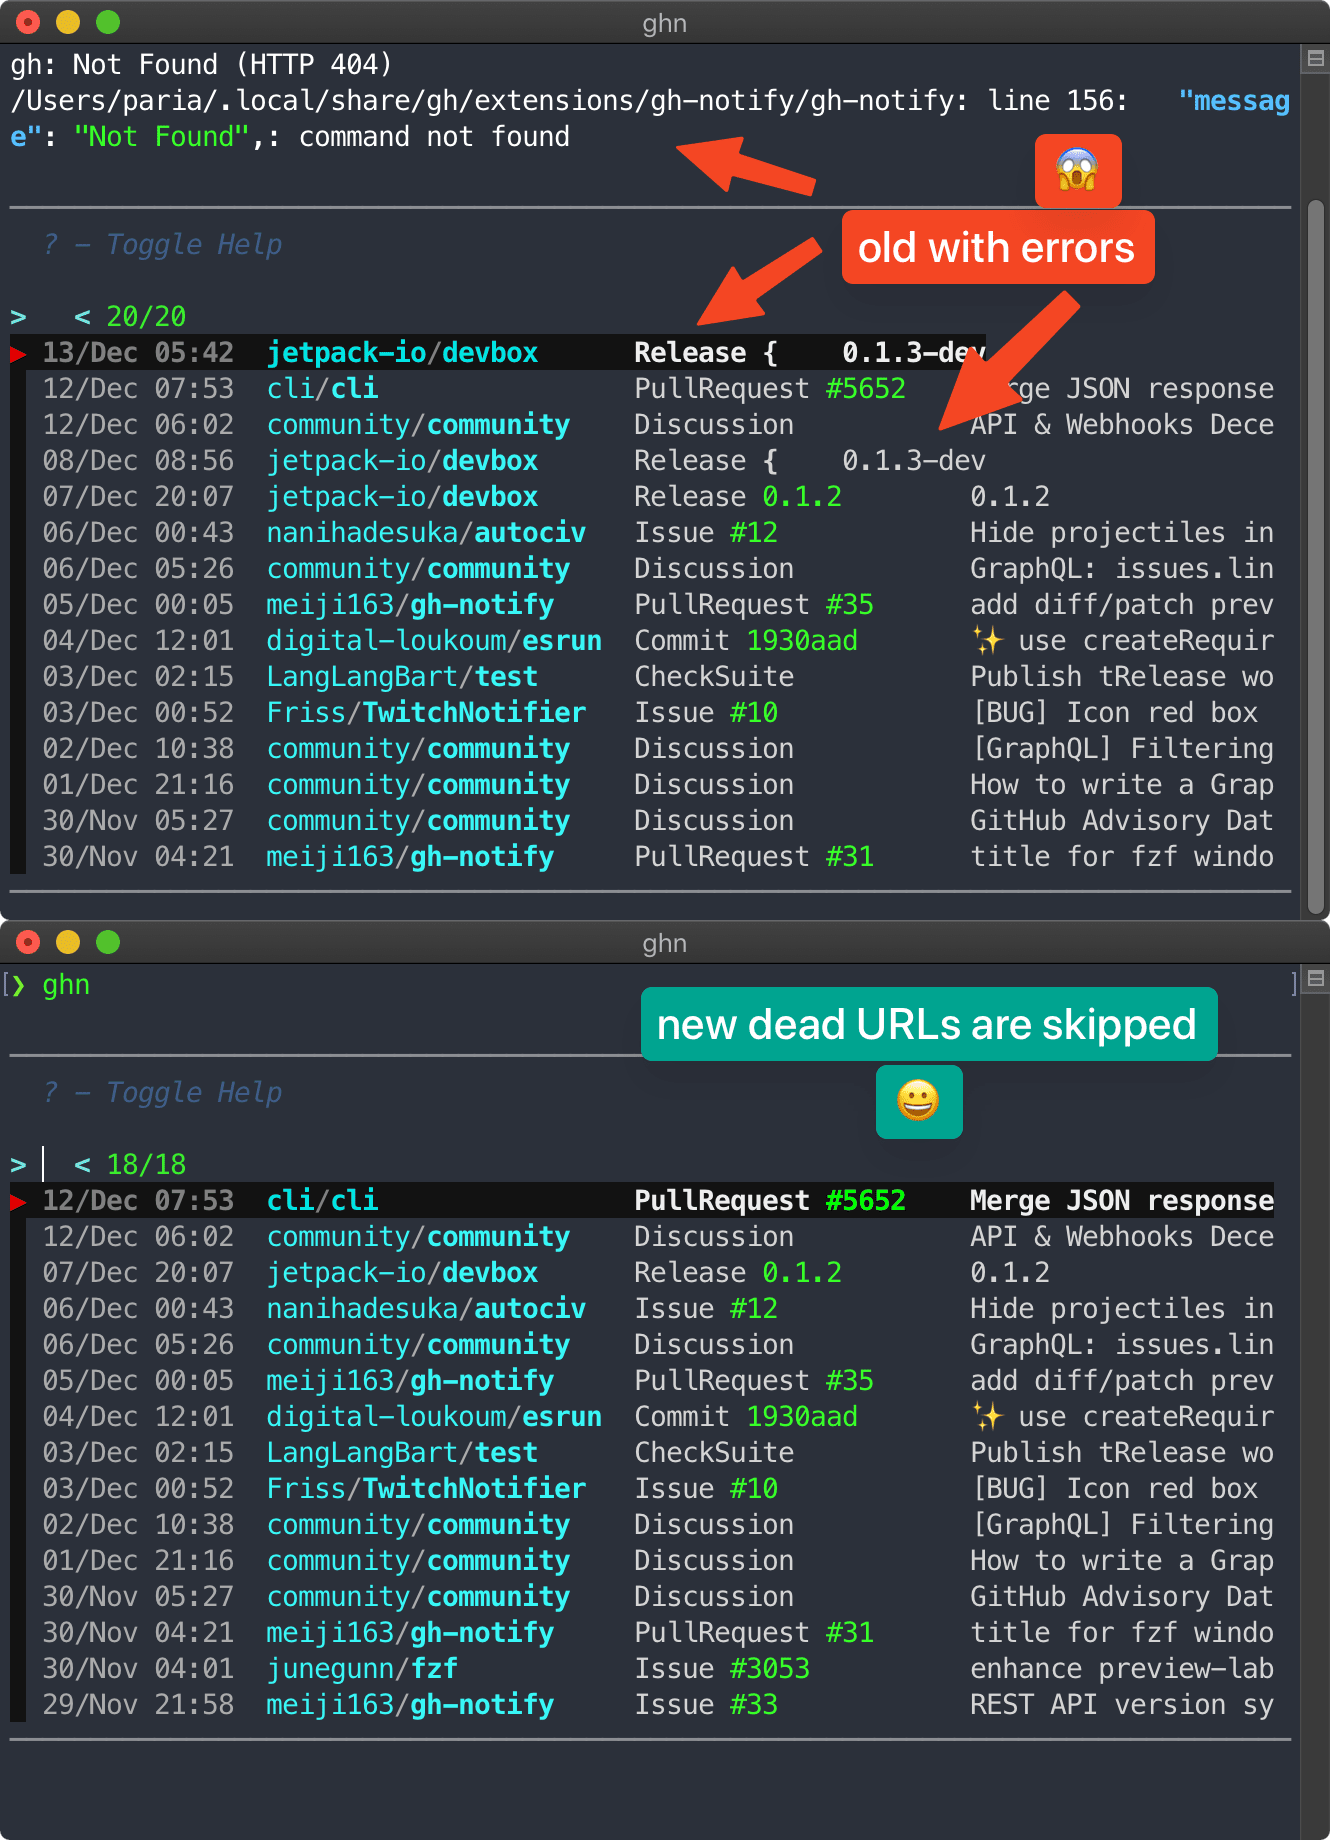 ghn
gh: Not Found (HTTP 404)
/Users/paria/.local/share/gh/extensions/gh-notify/gh-notify: line 156:   "messag
e": "Not Found",: command not found
old with errors
? - Toggle Help
>   < 20/20
13/Dec 05:42  jetpack-io/devbox      Release {    0.1.3-dev
12/Dec 07:53  cli/cli                PullRequest #5652    rge JSON response
12/Dec 06:02  community/community    Discussion           API & Webhooks Dece
08/Dec 08:56  jetpack-io/devbox      Release {    0.1.3-dev
07/Dec 20:07  jetpack-io/devbox      Release 0.1.2        0.1.2
06/Dec 00:43  nanihadesuka/autociv   Issue #12            Hide projectiles in
06/Dec 05:26  community/community    Discussion           GraphQL: issues.lin
05/Dec 00:05  meiji163/gh-notify     PullRequest #35      add diff/patch prev
04/Dec 12:01  digital-loukoum/esrun  Commit 1930aad       ✨ use createRequir
03/Dec 02:15  LangLangBart/test      CheckSuite           Publish tRelease wo
03/Dec 00:52  Friss/TwitchNotifier   Issue #10            [BUG] Icon red box
02/Dec 10:38  community/community    Discussion           [GraphQL] Filtering
01/Dec 21:16  community/community    Discussion           How to write a Grap
30/Nov 05:27  community/community    Discussion           GitHub Advisory Dat
30/Nov 04:21  meiji163/gh-notify     PullRequest #31      title for fzf windo
ghn
[❯ ghn ]
new dead URLs are skipped
? - Toggle Help
>   < 18/18
12/Dec 07:53  cli/cli                PullRequest #5652    Merge JSON response
12/Dec 06:02  community/community    Discussion           API & Webhooks Dece
07/Dec 20:07  jetpack-io/devbox      Release 0.1.2        0.1.2
06/Dec 00:43  nanihadesuka/autociv   Issue #12            Hide projectiles in
06/Dec 05:26  community/community    Discussion           GraphQL: issues.lin
05/Dec 00:05  meiji163/gh-notify     PullRequest #35      add diff/patch prev
04/Dec 12:01  digital-loukoum/esrun  Commit 1930aad       ✨ use createRequir
03/Dec 02:15  LangLangBart/test      CheckSuite           Publish tRelease wo
03/Dec 00:52  Friss/TwitchNotifier   Issue #10            [BUG] Icon red box
02/Dec 10:38  community/community    Discussion           [GraphQL] Filtering
01/Dec 21:16  community/community    Discussion           How to write a Grap
30/Nov 05:27  community/community    Discussion           GitHub Advisory Dat
30/Nov 04:21  meiji163/gh-notify     PullRequest #31      title for fzf windo
30/Nov 04:01  junegunn/fzf           Issue #3053          enhance preview-lab
29/Nov 21:58  meiji163/gh-notify     Issue #33            REST API version sy